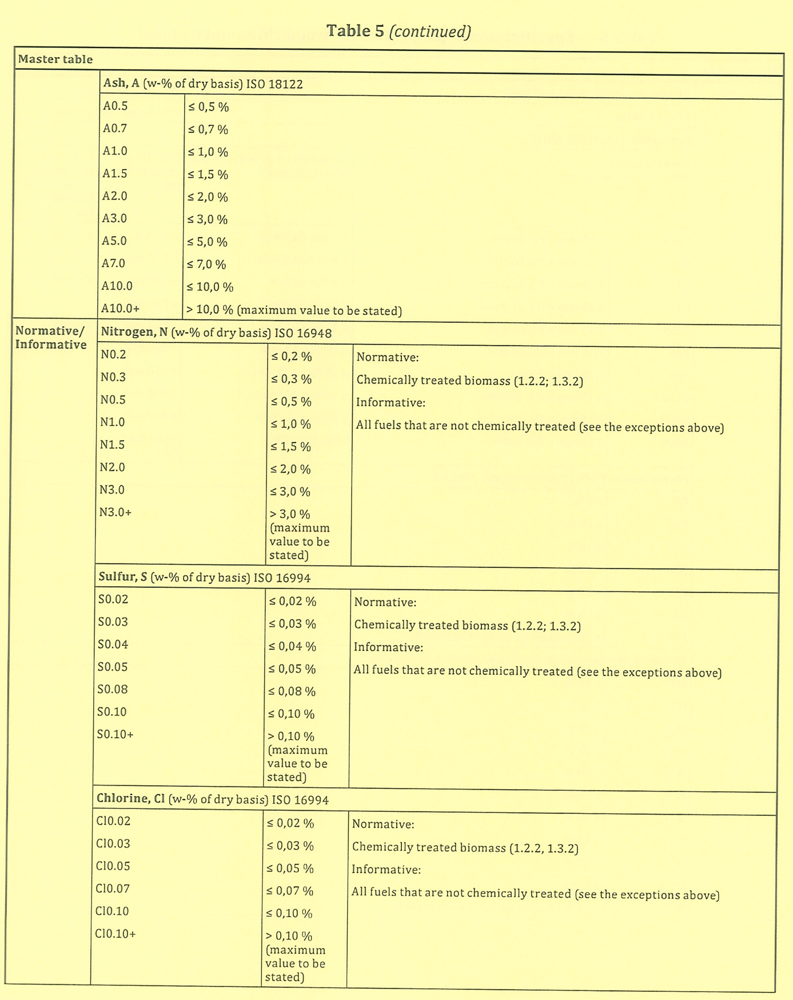 Table 5 (continued)
Master table
Ash, A (w-% of dry basis) ISO 18122
A0.5 ≤ 0,5 %
A0.7 ≤ 0,7 %
A1.0 ≤ 1,0 %
A1.5 ≤ 1,5 %
A2.0 ≤ 2,0 %
A3.0 ≤ 3,0 %
A5.0 ≤ 5,0 %
A7.0 ≤ 7,0 %
A10.0 ≤ 10,0 %
A10.0+ > 10,0 % (maximum value to be stated)
Normative/
Informative
Nitrogen, N (w-% of dry basis) ISO 16948
N0.2 ≤ 0,2 % Normative:
N0.3 ≤ 0,3 % Chemically treated biomass (1.2.2; 1.3.2)
N0.5 ≤ 0,5 % Informative:
N1.0 ≤ 1,0 % All fuels that are not chemically treated (see the exceptions above)
N1.5 ≤ 1,5 %
N2.0 ≤ 2,0 %
N3.0 ≤ 3,0 %
N3.0+ > 3,0 %
(maximum
value to be
stated)
Sulfur, S (w-% of dry basis) ISO 16994
S0.02 ≤ 0,02 % Normative:
S0.03 ≤ 0,03 % Chemically treated biomass (1.2.2; 1.3.2)
S0.04 ≤ 0,04 % Informative:
S0.05 ≤ 0,05 % All fuels that are not chemically treated (see the exceptions above)
S0.08 ≤ 0,08 %
S0.10 ≤ 0,10 %
S0.10+ > 0,10 %
(maximum
value to be
stated)
Chlorine, Cl (w-% of dry basis) ISO 16994
Cl0.02 ≤ 0,02 % Normative:
Cl0.03 ≤ 0,03 % Chemically treated biomass (1.2.2, 1.3.2)
Cl0.05 ≤ 0,05 % Informative:
Cl0.07 ≤ 0,07 % All fuels that are not chemically treated (see the exceptions above)
Cl0.10 ≤ 0,10 %
Cl0.10+ > 0,10 %
(maximum
value to be
stated)